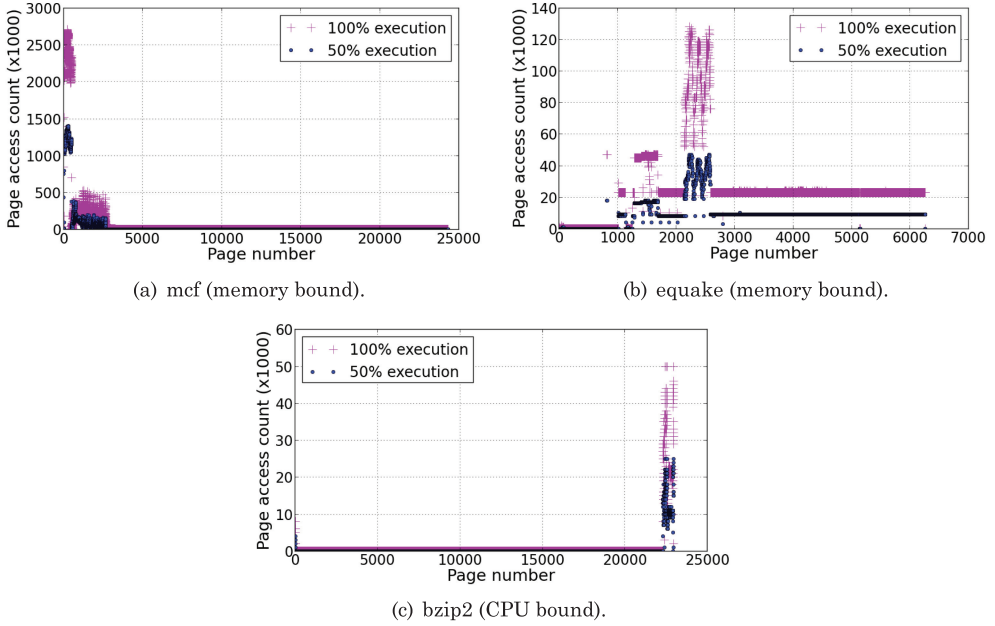 3000
2500
2000
1500
1000
500
0
Page access count (x1000)
100% execution
50% execution
0 5000 10000 15000 20000 25000
Page number
(a) mcf (memory bound).
140
120
100
80
60
40
20
0
Page access count (x1000)
100% execution
50% execution
0 1000 2000 3000 4000 5000 6000 7000
Page number
(b) equake (memory bound).
60
50
40
30
20
10
0
Page access count (x1000)
100% execution
50% execution
0 5000 10000 15000 20000 25000
Page number
(c) bzip2 (CPU bound).